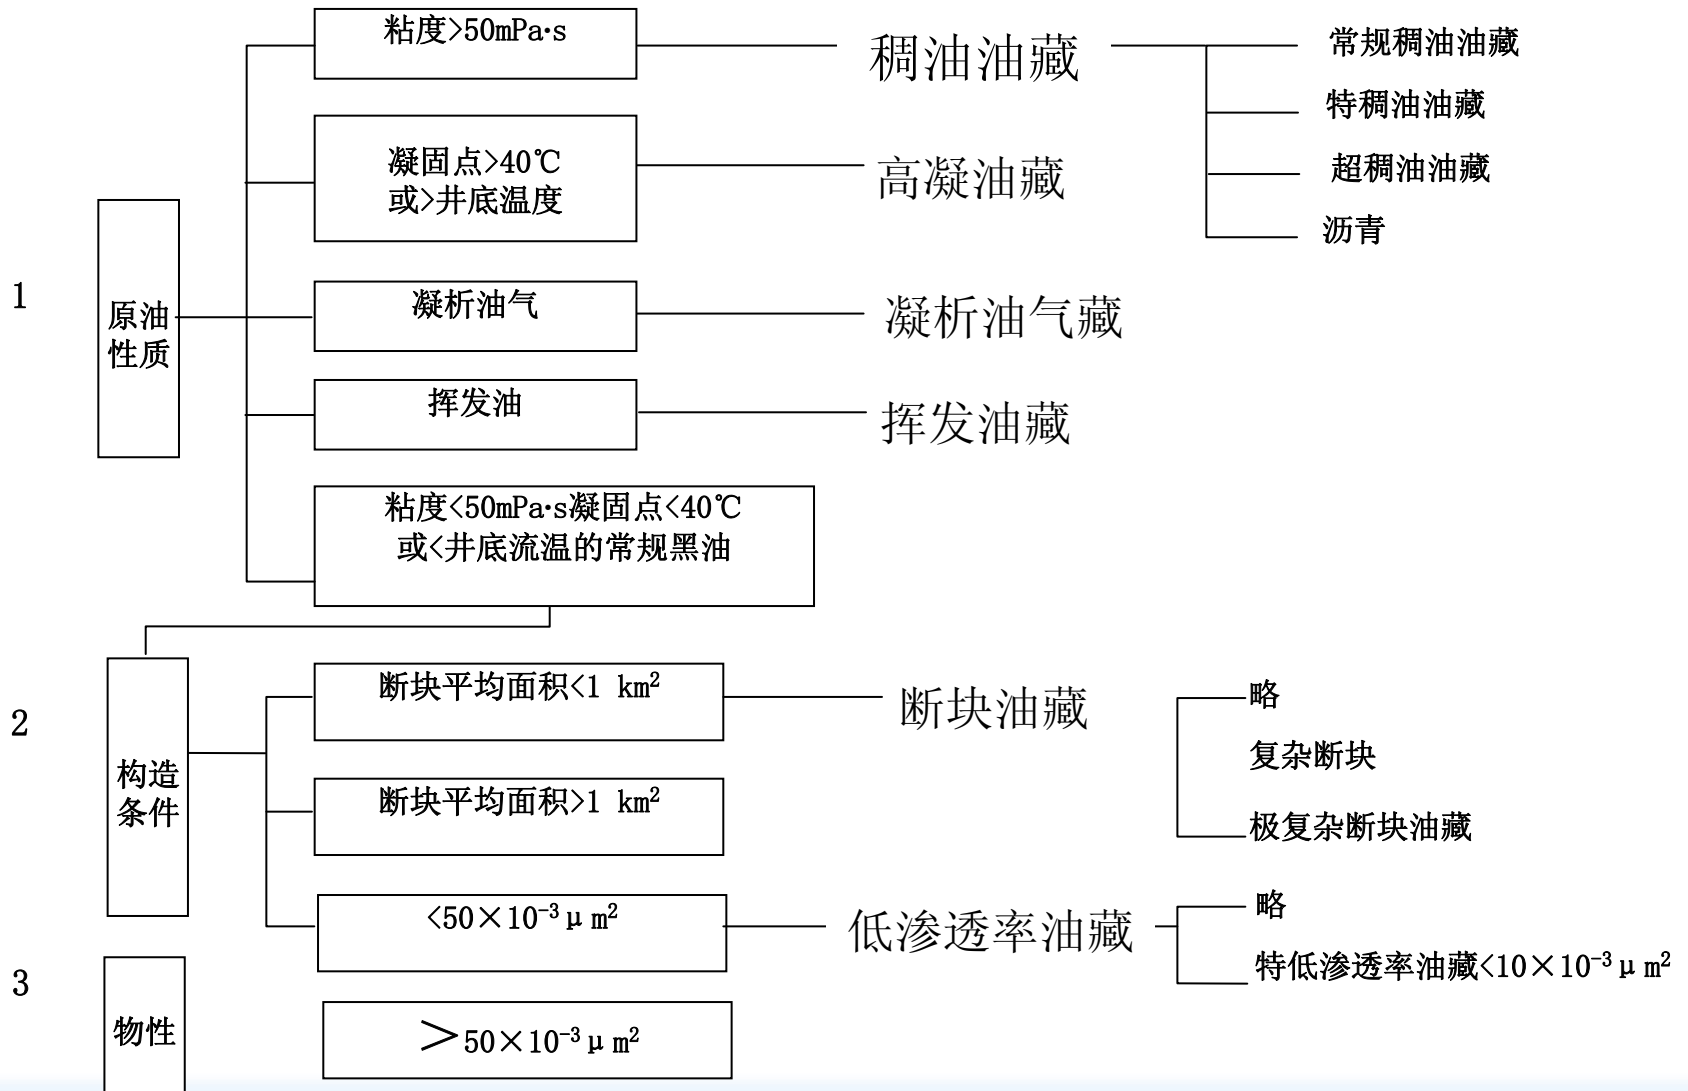 粘度>50mPa·s
稠油油藏
常规稠油油藏
特稠油油藏
凝固点>40℃
或>井底温度
高凝油藏
超稠油油藏
沥青
1
原油
性质
凝析油气
凝析油气藏
挥发油
挥发油藏
粘度<50mPa·s凝固点<40℃
或<井底流温的常规黑油
2
构造
条件
断块平均面积<1 km²
断块油藏
略
复杂断块
极复杂断块油藏
断块平均面积>1 km²
<50×10⁻³μm²
低渗透率油藏
略
特低渗透率油藏<10×10⁻³μm²
3
物性
>50×10⁻³μm²